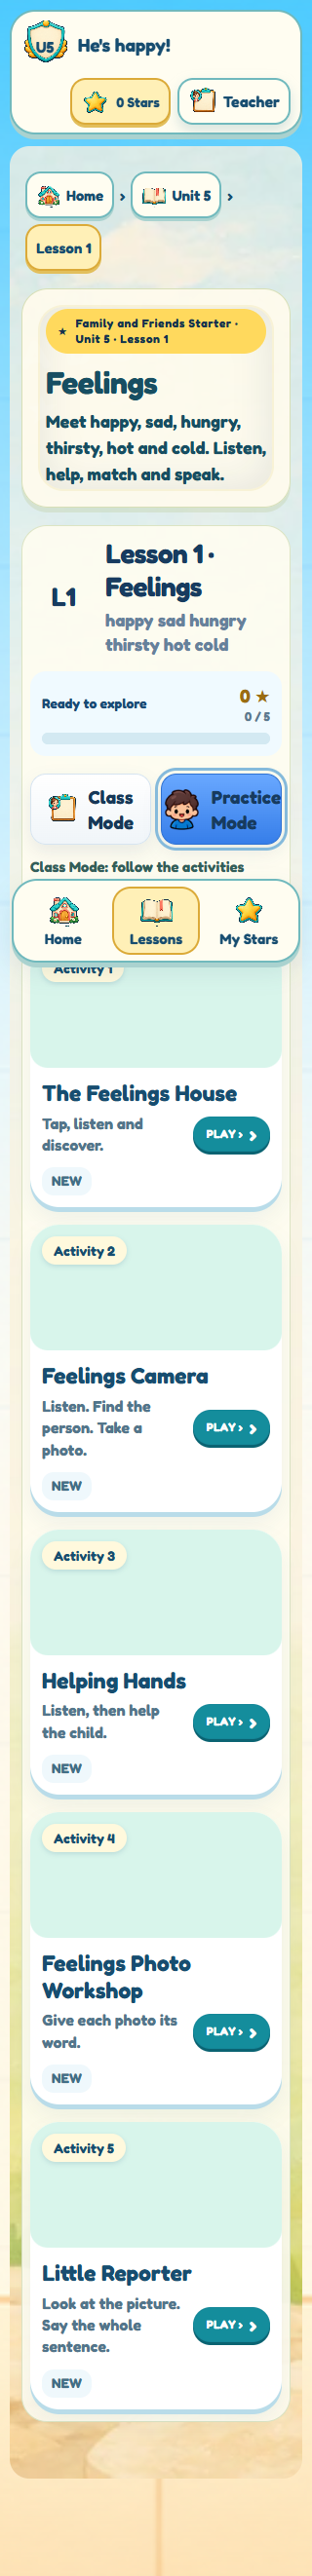 U5
He's happy!
0 Stars
Teacher
Home › Unit 5 ›
Lesson 1
★ Family and Friends Starter ·
Unit 5 · Lesson 1
Feelings
Meet happy, sad, hungry,
thirsty, hot and cold. Listen,
help, match and speak.
L1
Lesson 1 ·
Feelings
happy sad hungry
thirsty hot cold
Ready to explore
0 ★
0 / 5
Class
Mode
Practice
Mode
Class Mode: follow the activities
Home
Lessons
My Stars
Activity 1
The Feelings House
Tap, listen and
discover.
PLAY › ›
NEW
Activity 2
Feelings Camera
Listen. Find the
person. Take a
photo.
PLAY › ›
NEW
Activity 3
Helping Hands
Listen, then help
the child.
PLAY › ›
NEW
Activity 4
Feelings Photo
Workshop
Give each photo its
word.
PLAY › ›
NEW
Activity 5
Little Reporter
Look at the picture.
Say the whole
sentence.
PLAY › ›
NEW